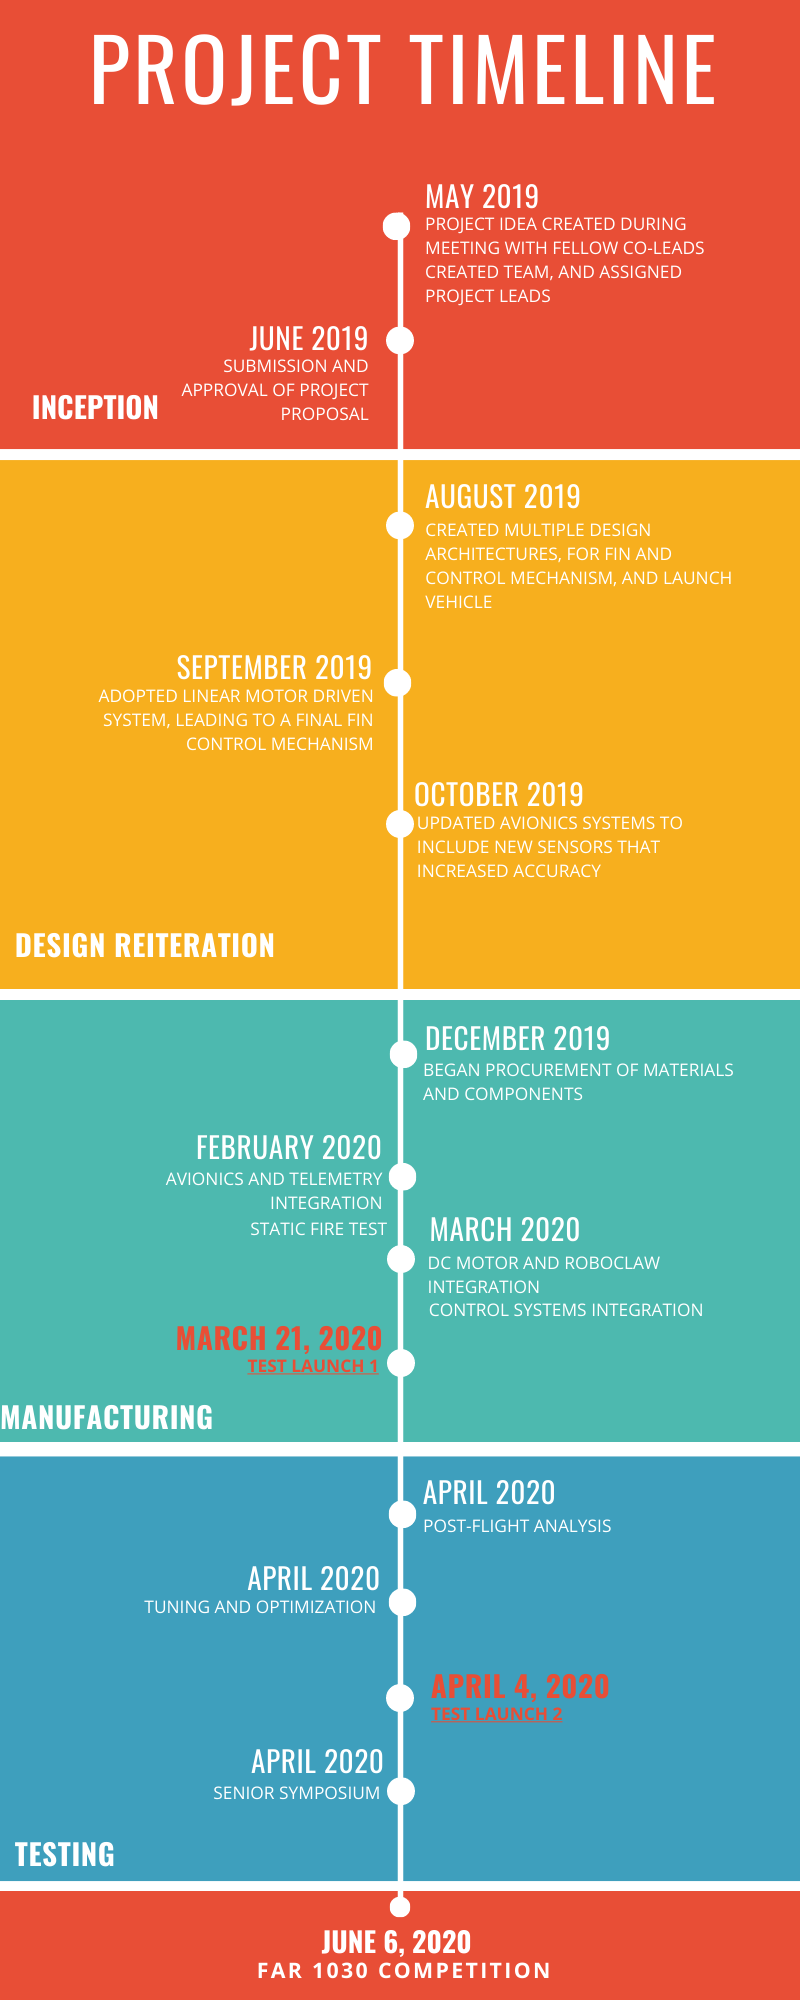 PROJECT TIMELINE
MAY 2019
PROJECT IDEA CREATED DURING
MEETING WITH FELLOW CO-LEADS
CREATED TEAM, AND ASSIGNED
PROJECT LEADS
JUNE 2019
SUBMISSION AND
APPROVAL OF PROJECT
PROPOSAL
INCEPTION
AUGUST 2019
CREATED MULTIPLE DESIGN
ARCHITECTURES, FOR FIN AND
CONTROL MECHANISM, AND LAUNCH
VEHICLE
SEPTEMBER 2019
ADOPTED LINEAR MOTOR DRIVEN
SYSTEM, LEADING TO A FINAL FIN
CONTROL MECHANISM
OCTOBER 2019
UPDATED AVIONICS SYSTEMS TO
INCLUDE NEW SENSORS THAT
INCREASED ACCURACY
DESIGN REITERATION
DECEMBER 2019
BEGAN PROCUREMENT OF MATERIALS
AND COMPONENTS
FEBRUARY 2020
AVIONICS AND TELEMETRY
INTEGRATION
STATIC FIRE TEST
MARCH 2020
DC MOTOR AND ROBOCLAW
INTEGRATION
CONTROL SYSTEMS INTEGRATION
MARCH 21, 2020
TEST LAUNCH 1
MANUFACTURING
APRIL 2020
POST-FLIGHT ANALYSIS
APRIL 2020
TUNING AND OPTIMIZATION
APRIL 4, 2020
TEST LAUNCH 2
APRIL 2020
SENIOR SYMPOSIUM
TESTING
JUNE 6, 2020
FAR 1030 COMPETITION